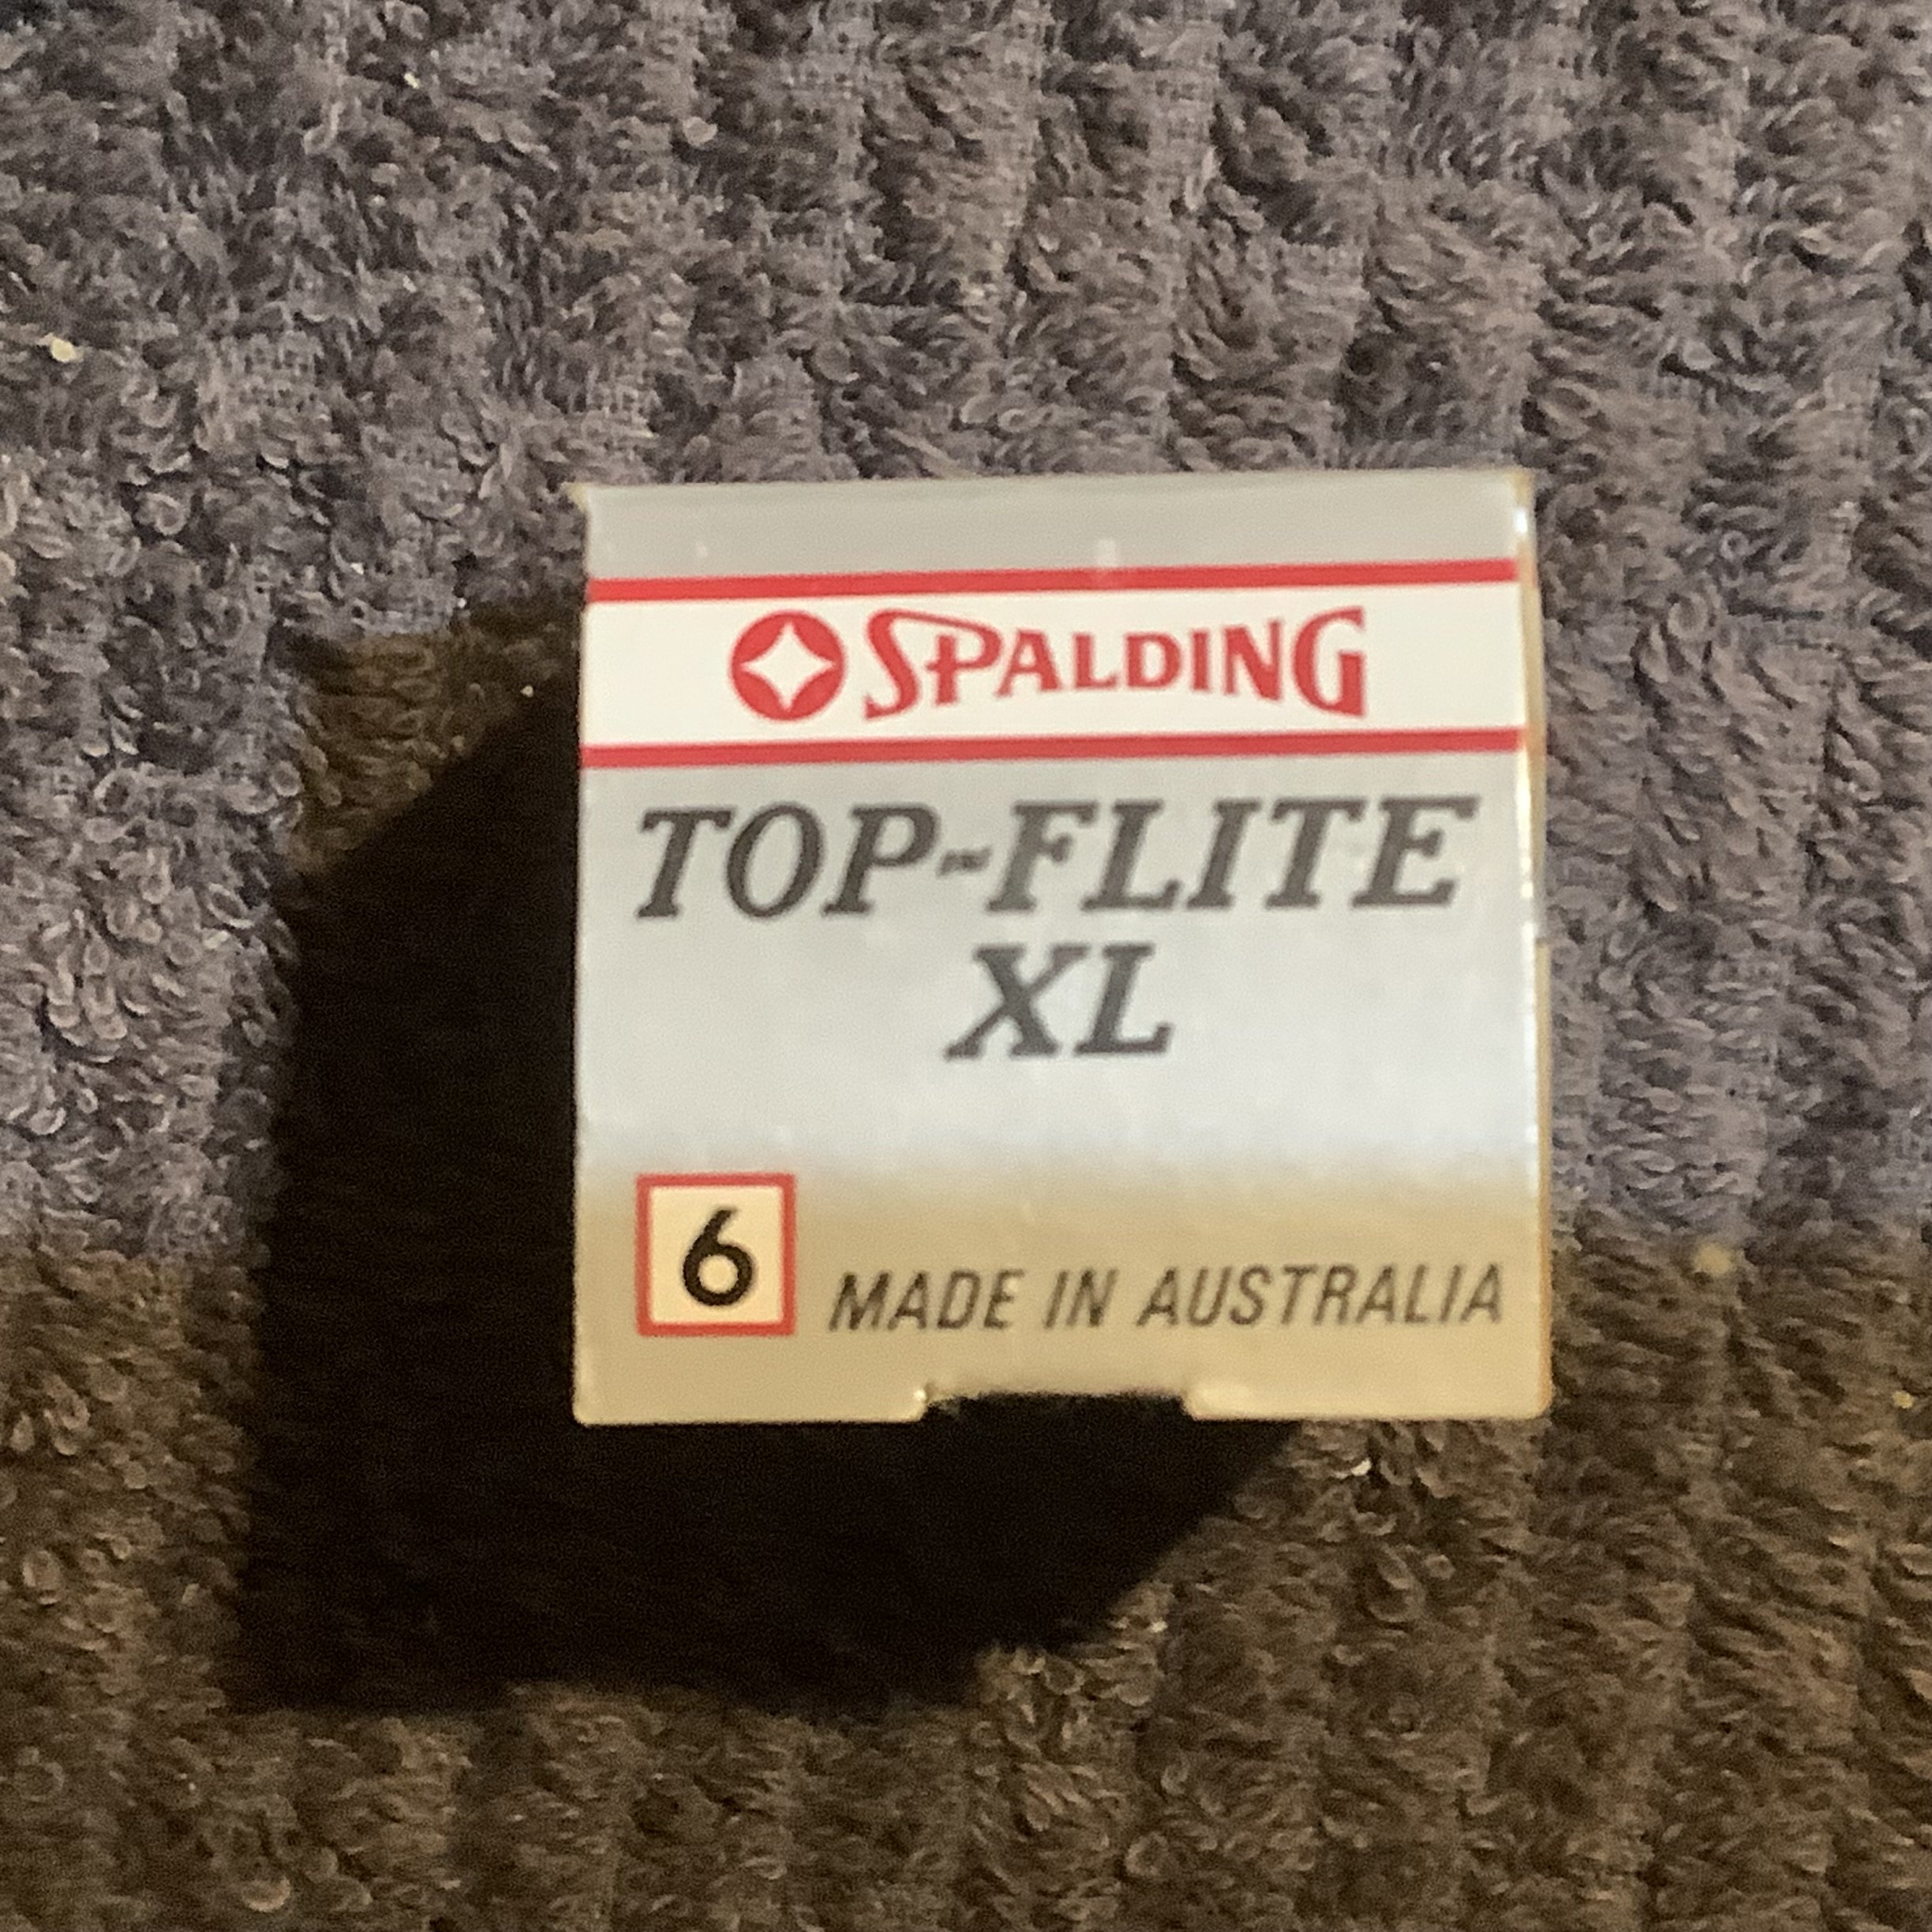 SPALDING
TOP-FLITE
XL
6 MADE IN AUSTRALIA